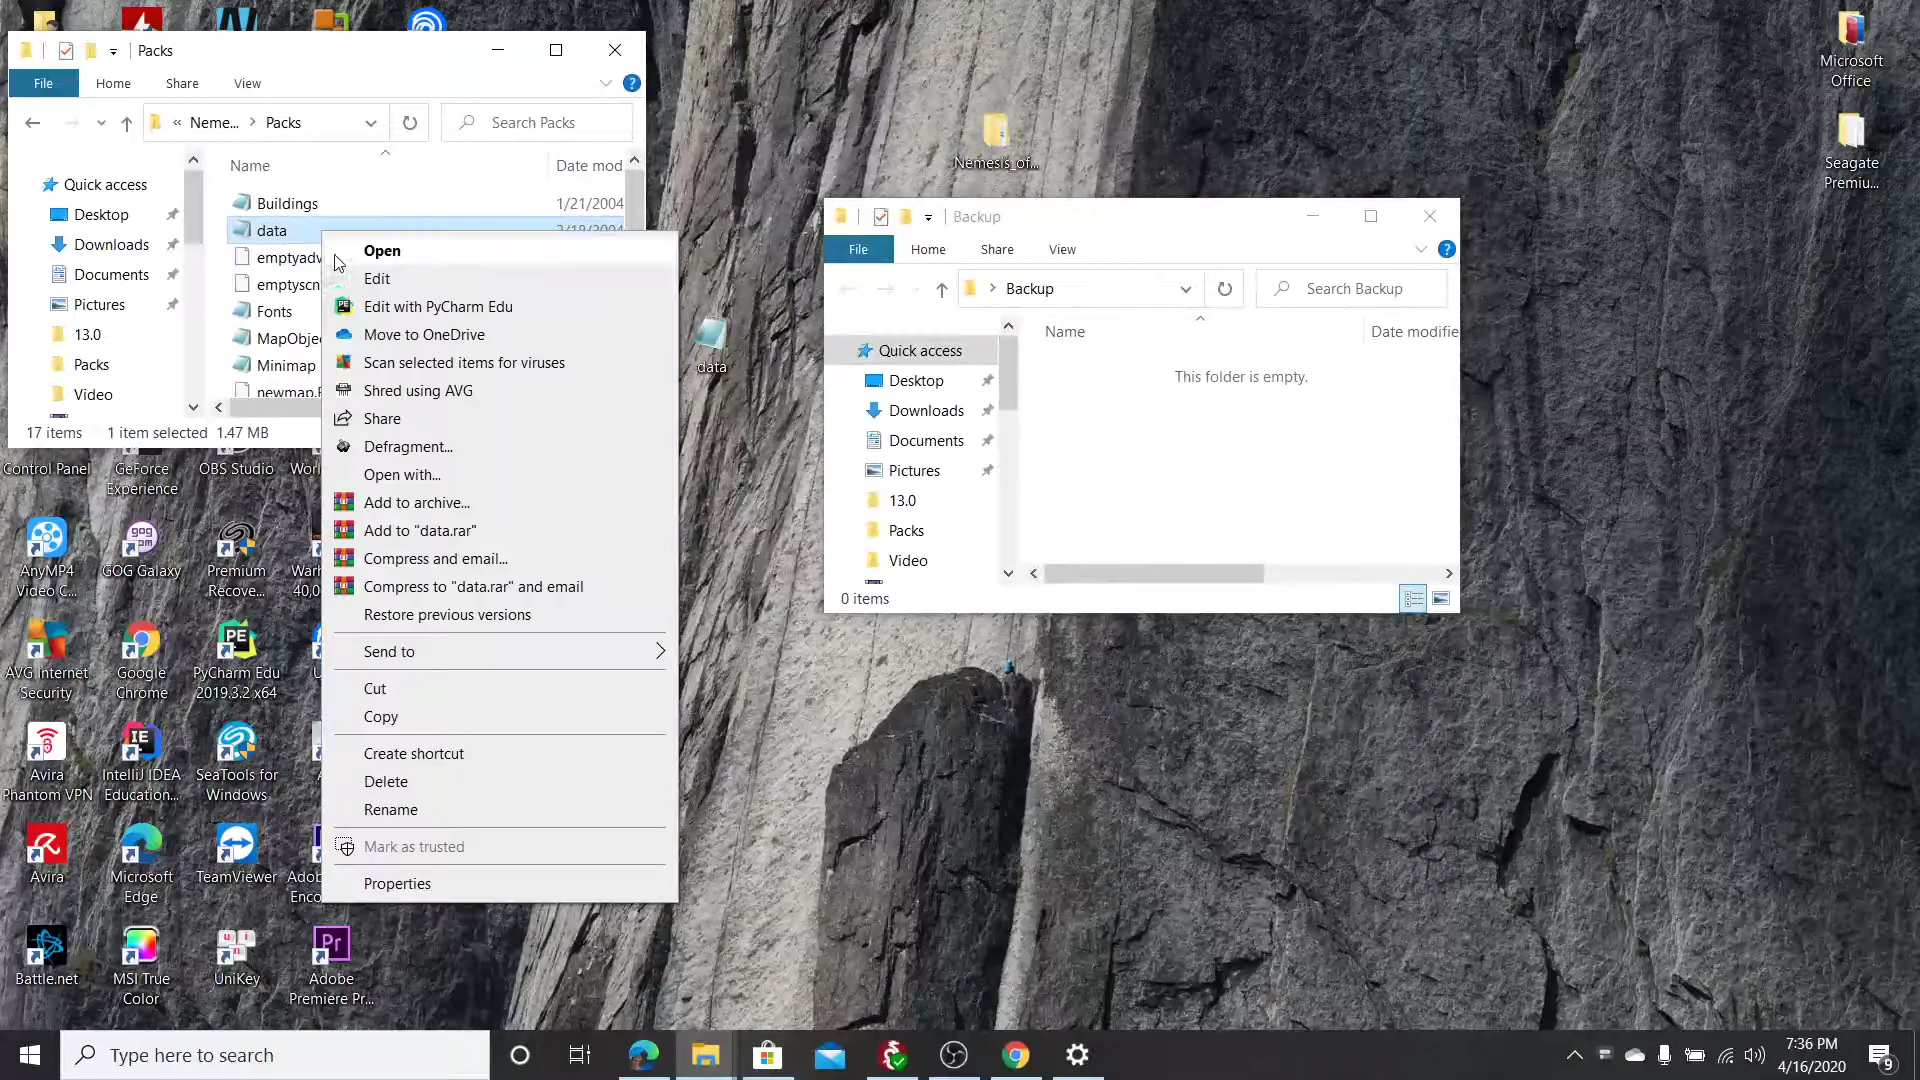 Packs
File
Home
Share
View
Neme...
Packs
Search Packs
Name
Date mod
Quick access
Desktop
Downloads
Documents
Pictures
13.0
Packs
Video
Buildings
1/21/2004
data
emptyadv
emptyscn
Fonts
MapObje
Minimap
newmap.
17 items
1 item selected
1.47 MB
Open
Edit
Edit with PyCharm Edu
Move to OneDrive
Scan selected items for viruses
Shred using AVG
Share
Defragment...
Open with...
Add to archive...
Add to "data.rar"
Compress and email...
Compress to "data.rar" and email
Restore previous versions
Send to
Cut
Copy
Create shortcut
Delete
Rename
Mark as trusted
Properties
data
Nemesis_of...
Microsoft
Office
Seagate
Premiu...
Backup
File
Home
Share
View
Backup
Search Backup
Name
Date modifie
This folder is empty.
Quick access
Desktop
Downloads
Documents
Pictures
13.0
Packs
Video
0 items
Control Panel
GeForce
Experience
OBS Studio
AnyMP4
Video C...
GOG Galaxy
Premium
Recove...
Warh
40,0
AVG Internet
Security
Google
Chrome
PyCharm Edu
2019.3.2 x64
Avira
Phantom VPN
IntelliJ IDEA
Education...
SeaTools for
Windows
Avira
Microsoft
Edge
TeamViewer
Adob
Enco
Battle.net
MSI True
Color
UniKey
Adobe
Premiere Pr...
Type here to search
7:36 PM
4/16/2020
9